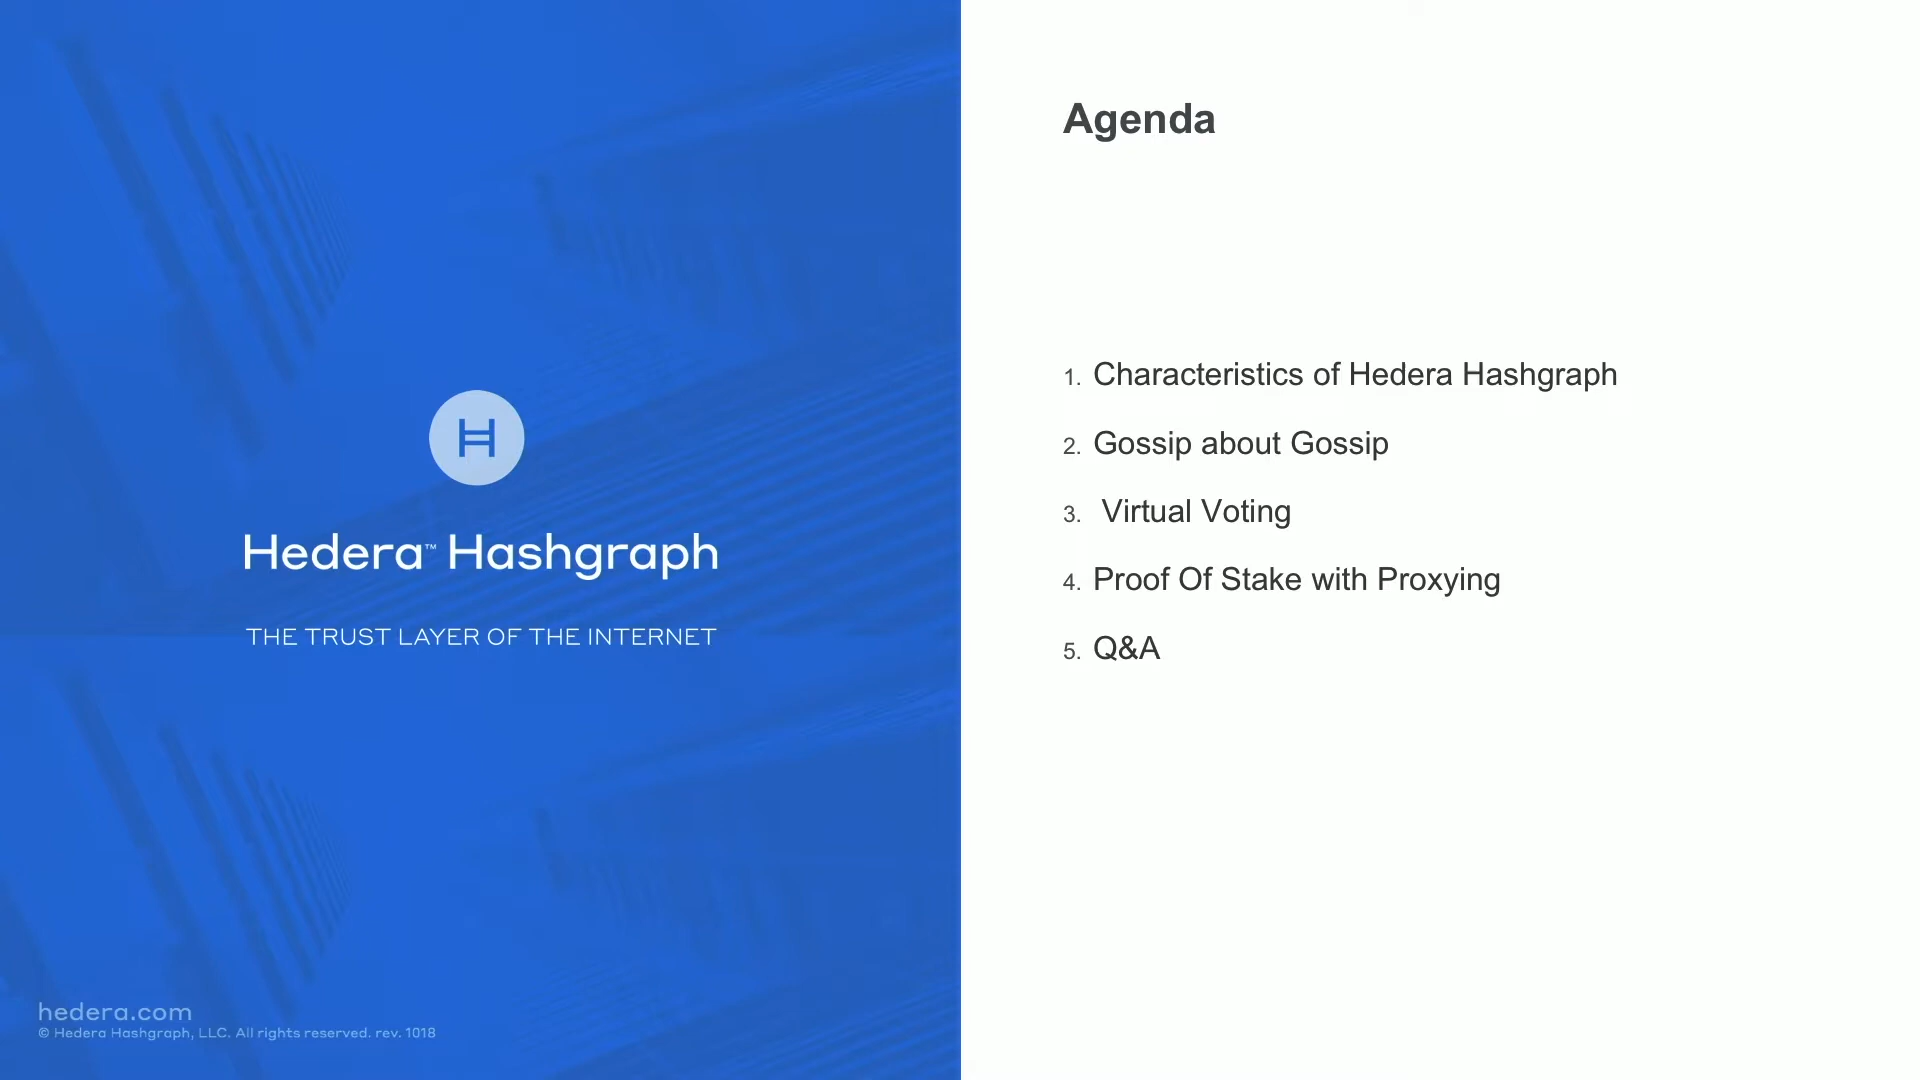 H
Hedera™ Hashgraph
THE TRUST LAYER OF THE INTERNET
hedera.com
© Hedera Hashgraph, LLC. All rights reserved. rev. 1018
Agenda
1. Characteristics of Hedera Hashgraph
2. Gossip about Gossip
3. Virtual Voting
4. Proof Of Stake with Proxying
5. Q&A